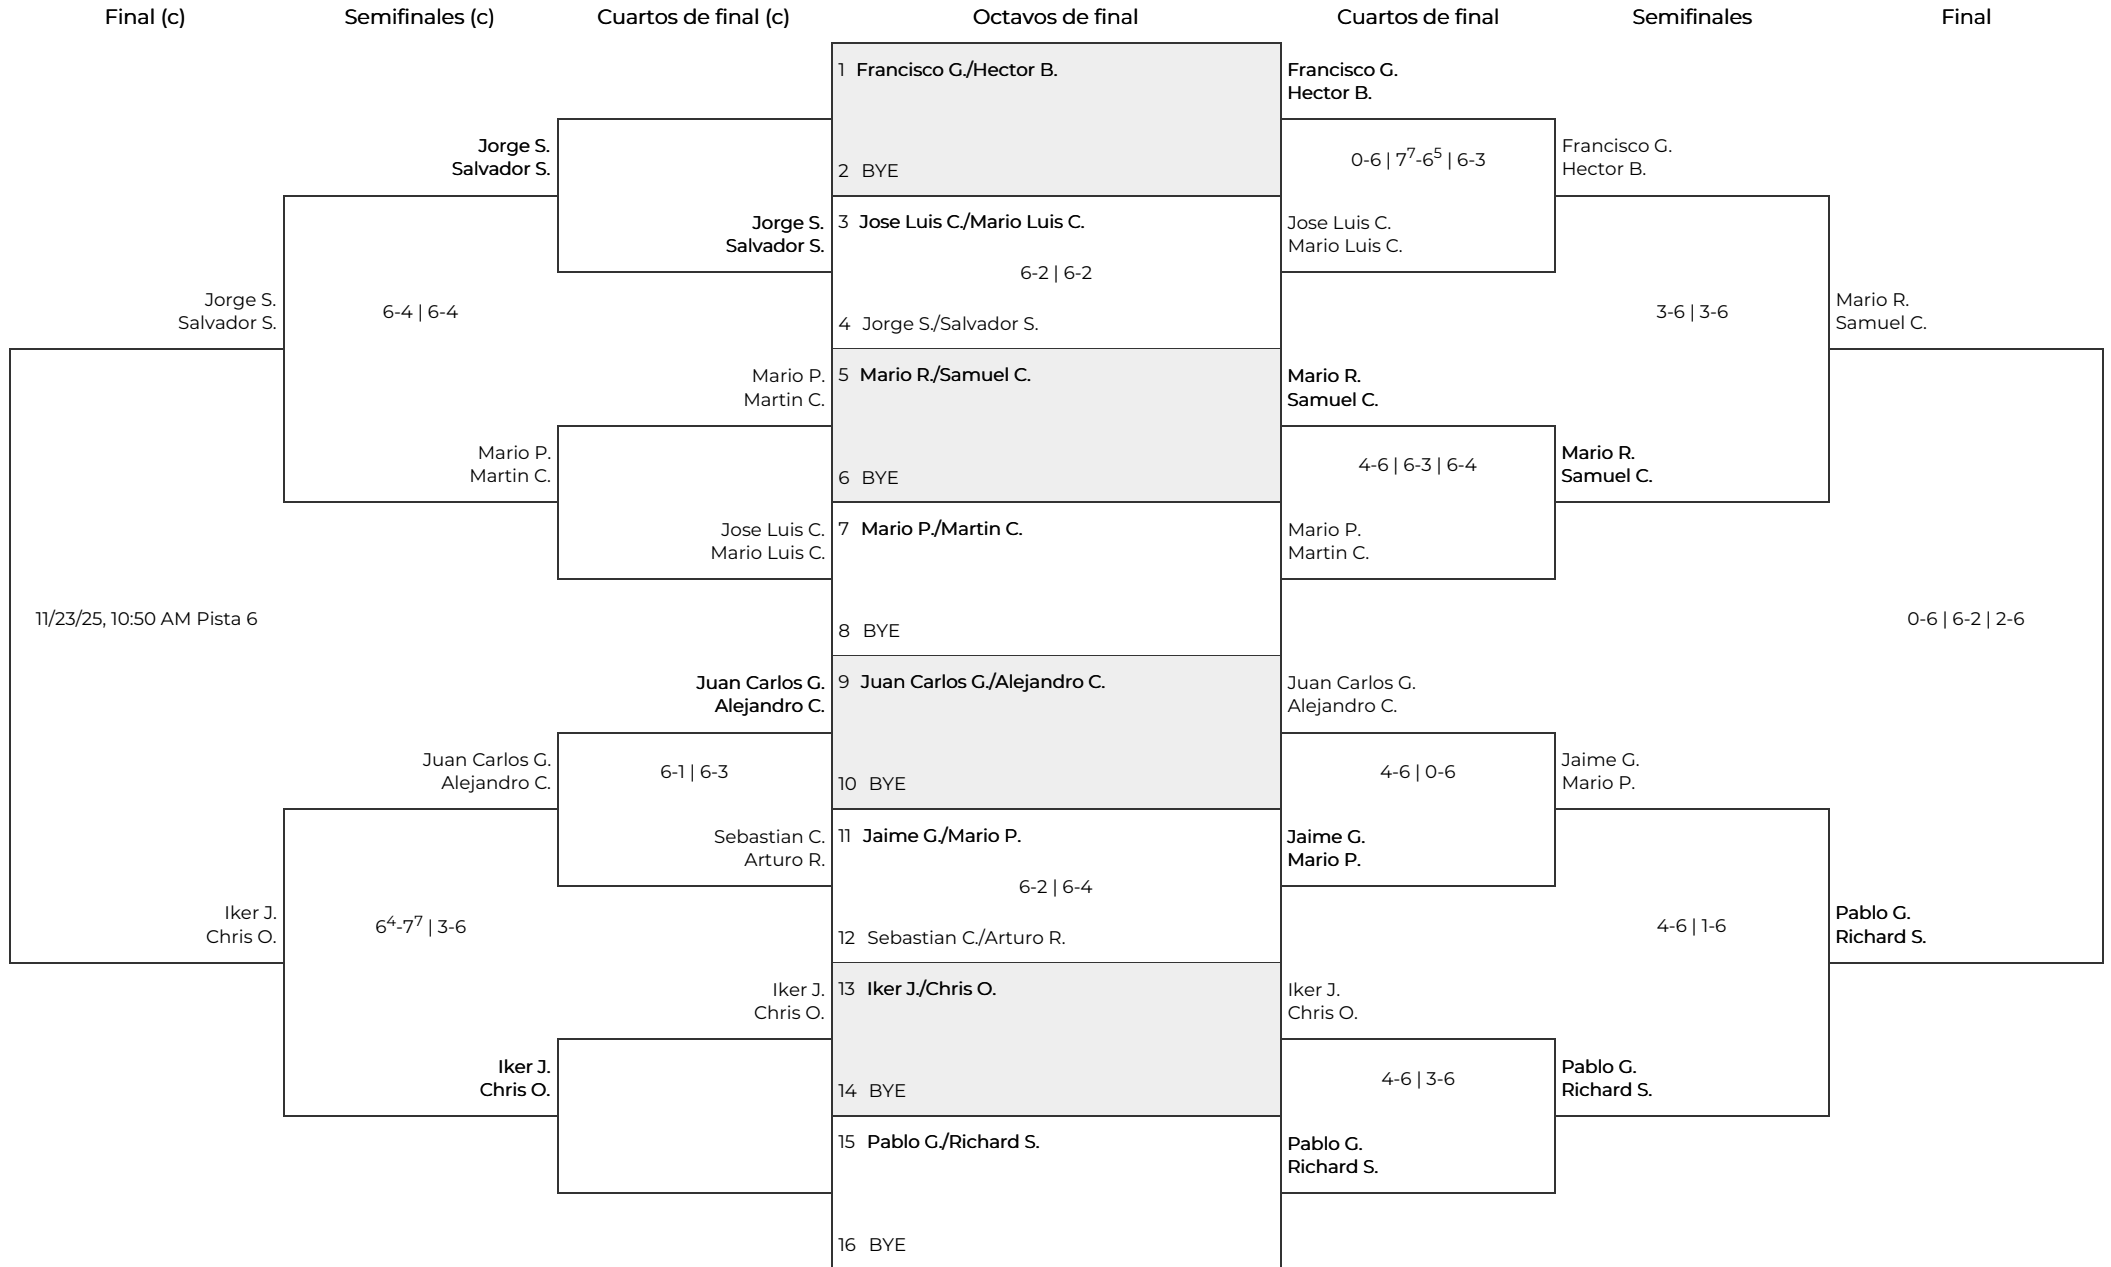 Final (c)
Semifinales (c)
Cuartos de final (c)
Octavos de final
Cuartos de final
Semifinales
Final
Jorge S.
Salvador S.
11/23/25, 10:50 AM Pista 6
Iker J.
Chris O.
Jorge S.
Salvador S.
6-4 | 6-4
Mario P.
Martin C.
Juan Carlos G.
Alejandro C.
6⁴-7⁷ | 3-6
Iker J.
Chris O.
Jorge S.
Salvador S.
Mario P.
Martin C.
Jose Luis C.
Mario Luis C.
Juan Carlos G.
Alejandro C.
6-1 | 6-3
Sebastian C.
Arturo R.
Iker J.
Chris O.
1 Francisco G./Hector B.
2 BYE
3 Jose Luis C./Mario Luis C.
6-2 | 6-2
4 Jorge S./Salvador S.
5 Mario R./Samuel C.
6 BYE
7 Mario P./Martin C.
8 BYE
9 Juan Carlos G./Alejandro C.
10 BYE
11 Jaime G./Mario P.
6-2 | 6-4
12 Sebastian C./Arturo R.
13 Iker J./Chris O.
14 BYE
15 Pablo G./Richard S.
16 BYE
Francisco G.
Hector B.
0-6 | 7⁷-6⁵ | 6-3
Jose Luis C.
Mario Luis C.
Mario R.
Samuel C.
4-6 | 6-3 | 6-4
Mario P.
Martin C.
Juan Carlos G.
Alejandro C.
4-6 | 0-6
Jaime G.
Mario P.
Iker J.
Chris O.
4-6 | 3-6
Pablo G.
Richard S.
Francisco G.
Hector B.
3-6 | 3-6
Mario R.
Samuel C.
Jaime G.
Mario P.
4-6 | 1-6
Pablo G.
Richard S.
Mario R.
Samuel C.
0-6 | 6-2 | 2-6
Pablo G.
Richard S.